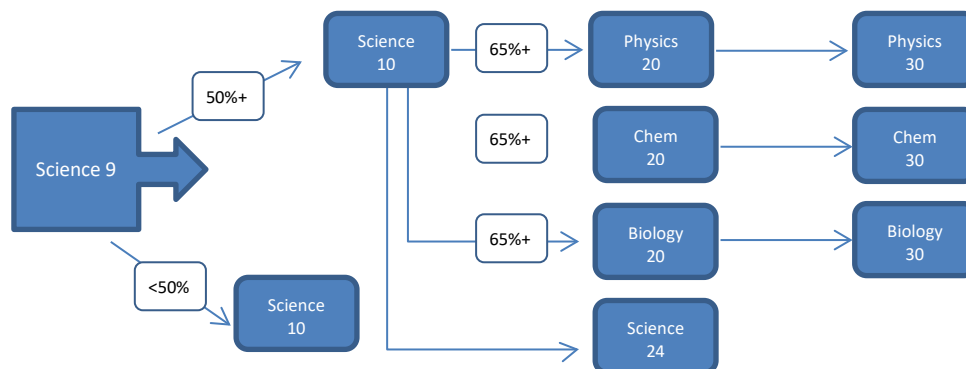 Science
10
65%+
Physics
20
Physics
30
50%+
Science 9
65%+
Chem
20
Chem
30
65%+
Biology
20
Biology
30
<50%
Science
10
Science
24